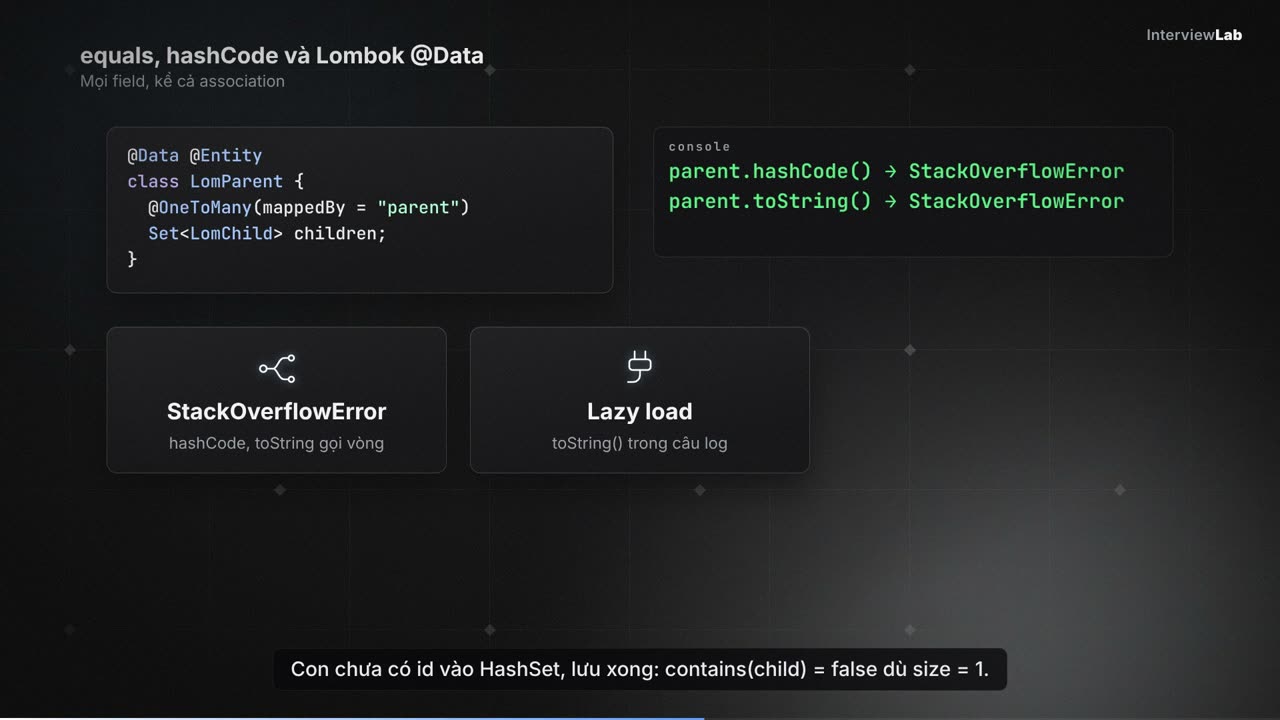 equals, hashCode và Lombok @Data
InterviewLab
Mọi field, kể cả association
@Data @Entity
class LomParent {
@OneToMany(mappedBy = "parent")
Set<LomChild> children;
}
console
parent.hashCode() → StackOverflowError
parent.toString() → StackOverflowError
StackOverflowError
hashCode, toString gọi vòng
Lazy load
toString() trong câu log
Con chưa có id vào HashSet, lưu xong: contains(child) = false dù size = 1.